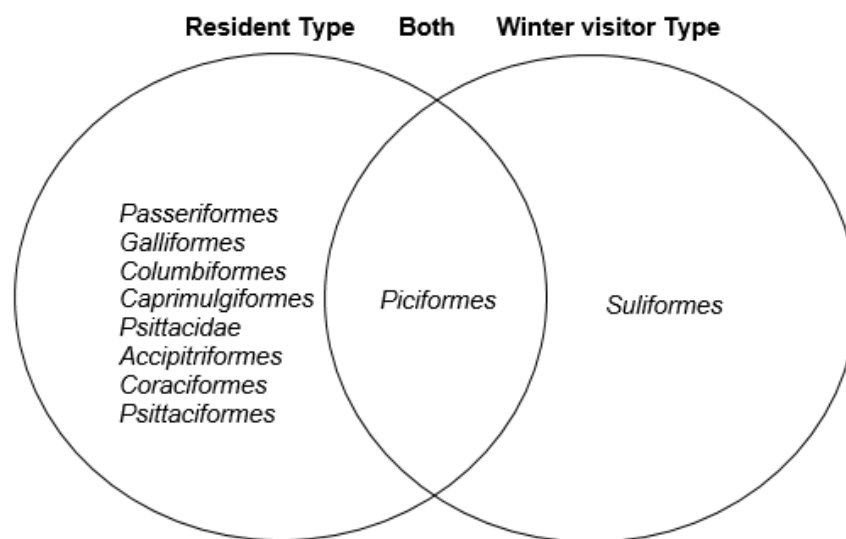 Resident Type Both Winter visitor Type
Passeriformes
Galliformes
Columbiformes
Caprimulgiformes
Psittacidae
Accipitriformes
Coraciformes
Psittaciformes
Piciformes
Suliformes